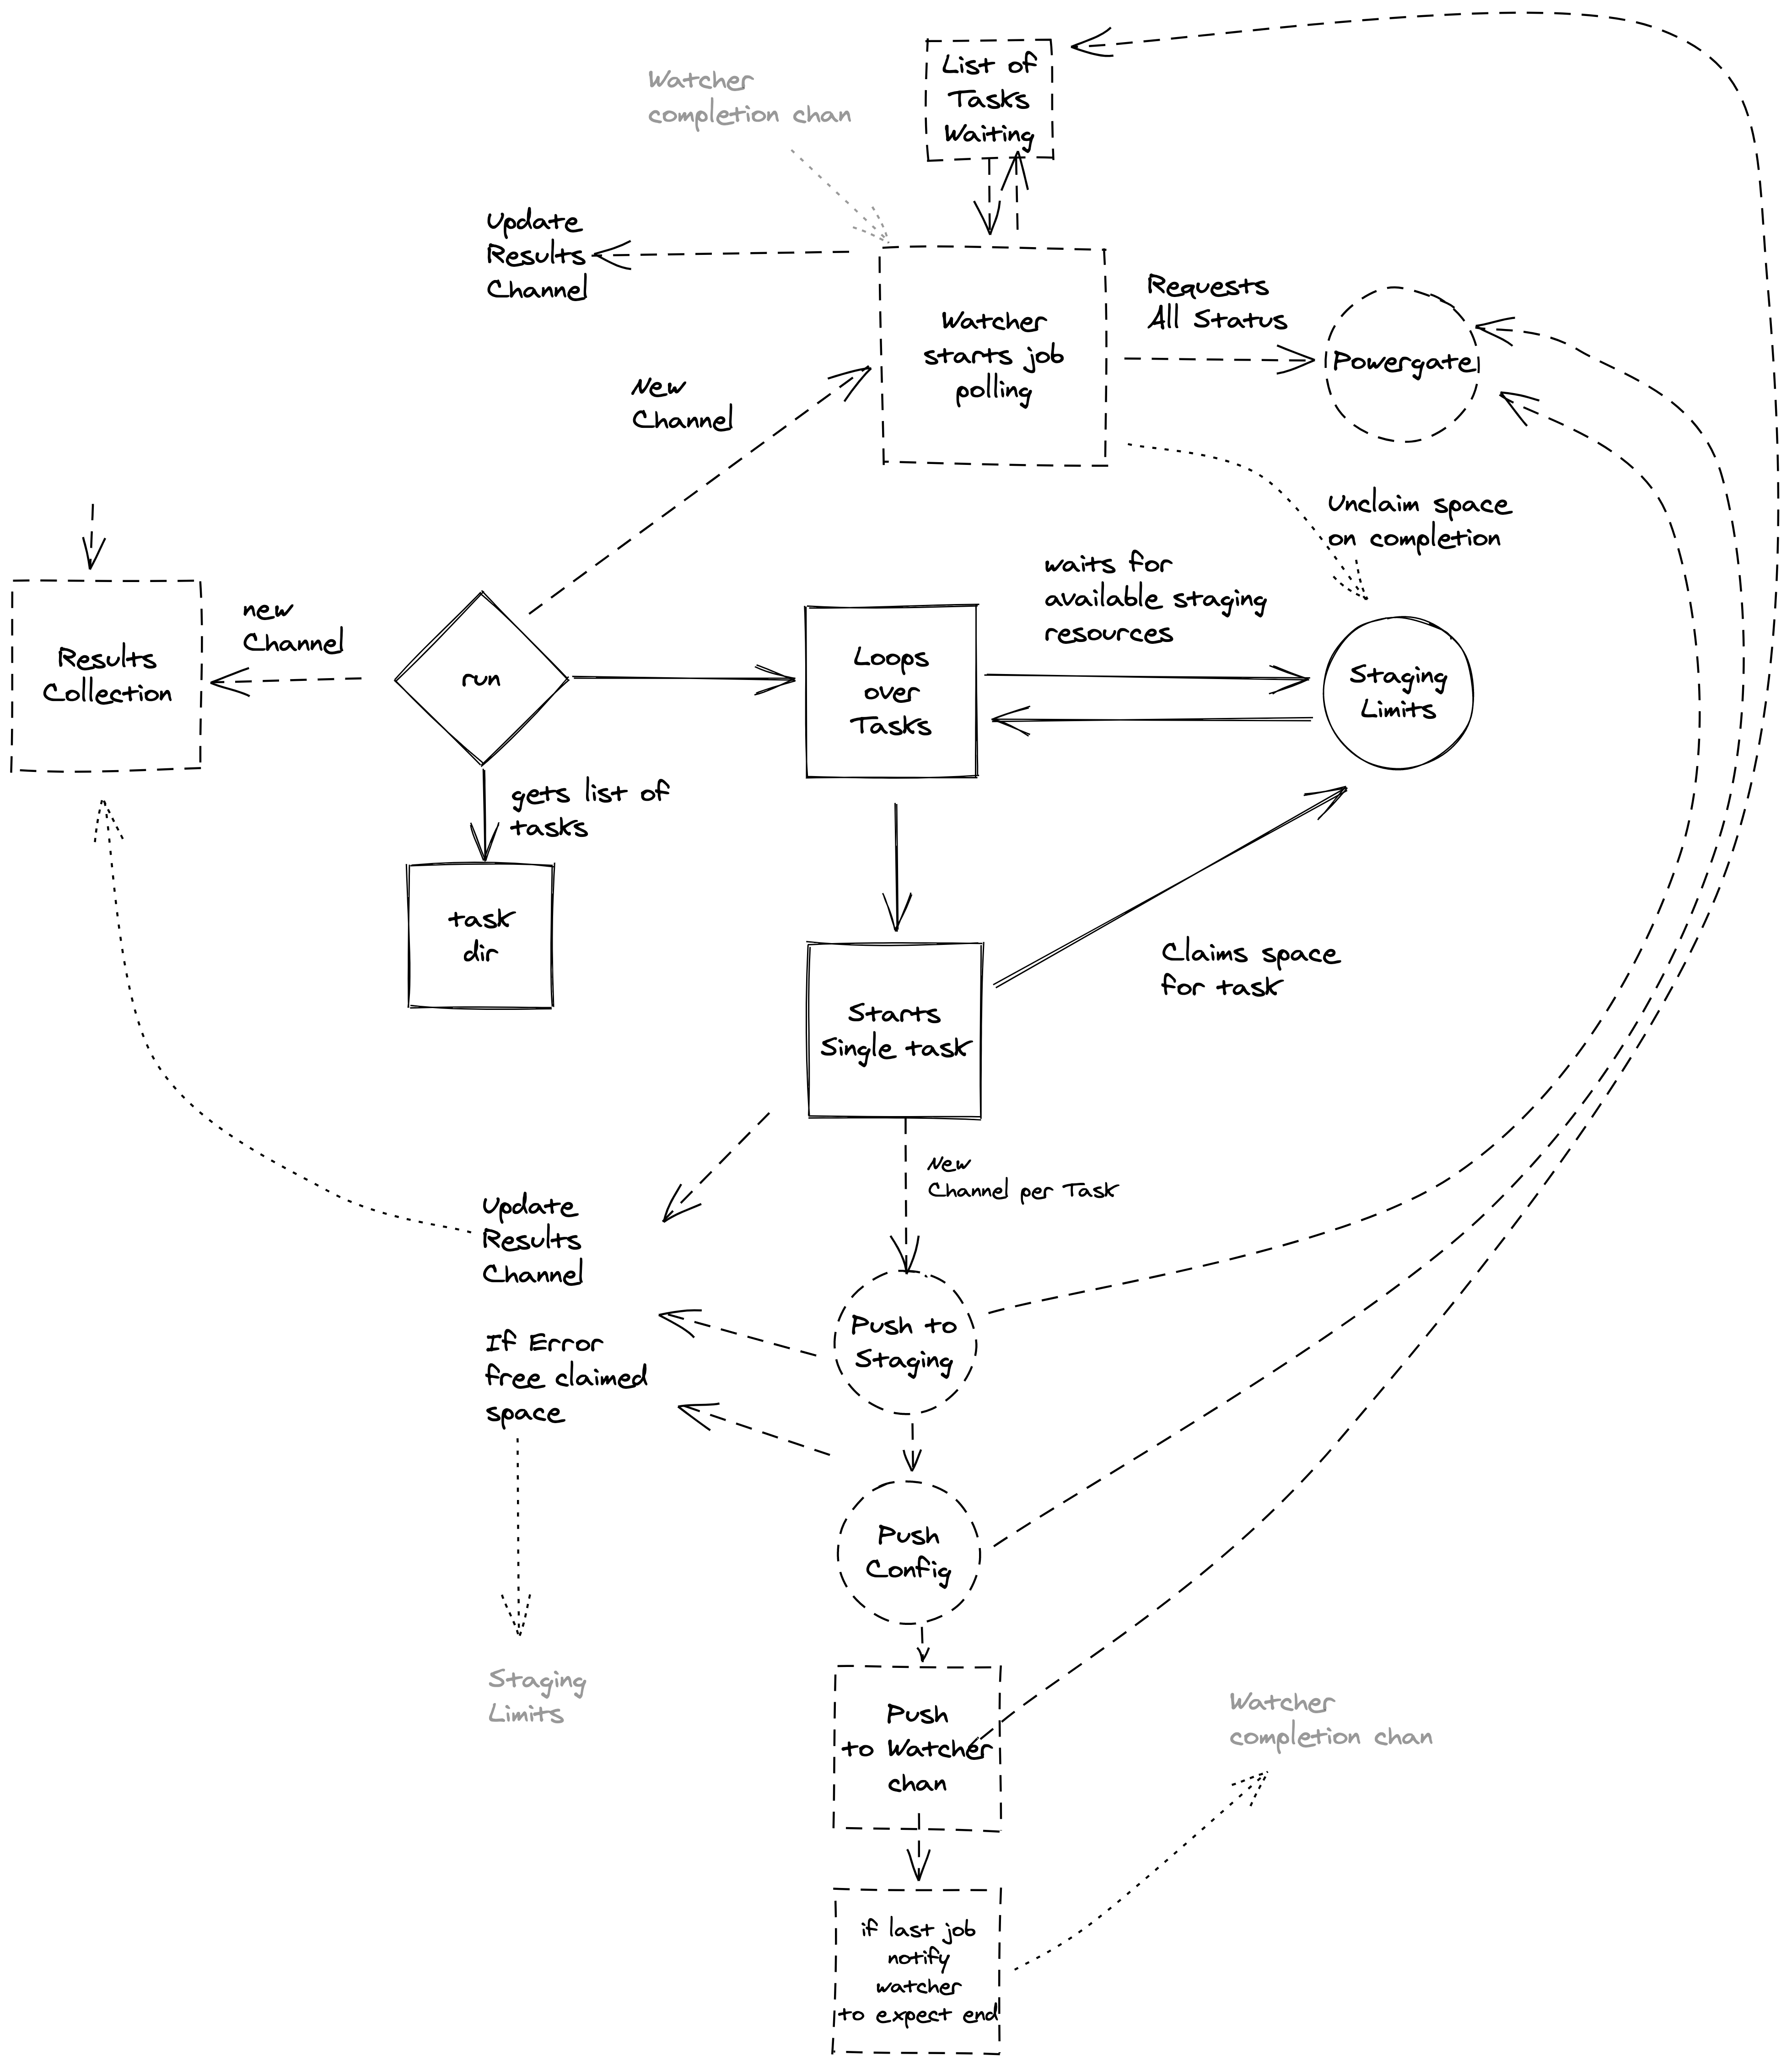 List of
Tasks
Waiting
Watcher
completion chan
Update
Results
Channel
Watcher
starts job
polling
Requests
All Status
Powergate
New
Channel
Unclaim space
on completion
waits for
available staging
resources
new
Channel
Results
Collection
run
Loops
over
Tasks
Staging
Limits
gets list of
tasks
task
dir
Claims space
for task
Starts
Single task
New
Channel per Task
Update
Results
Channel
Push to
Staging
If Error
free claimed
space
Push
Config
Staging
Limits
Push
to Watcher
chan
Watcher
completion chan
if last job
notify
watcher
to expect end